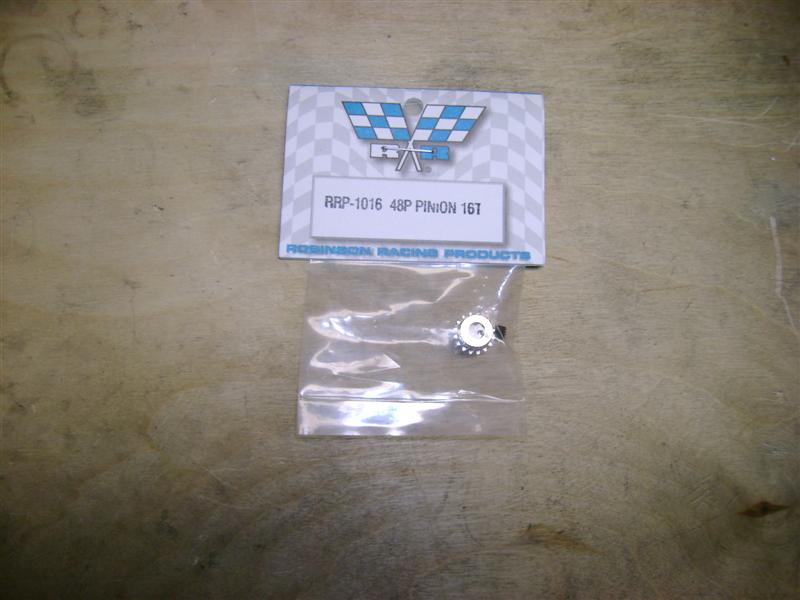 R R ®
RRP-1016 48P PINION 16T
ROBINSON RACING PRODUCTS